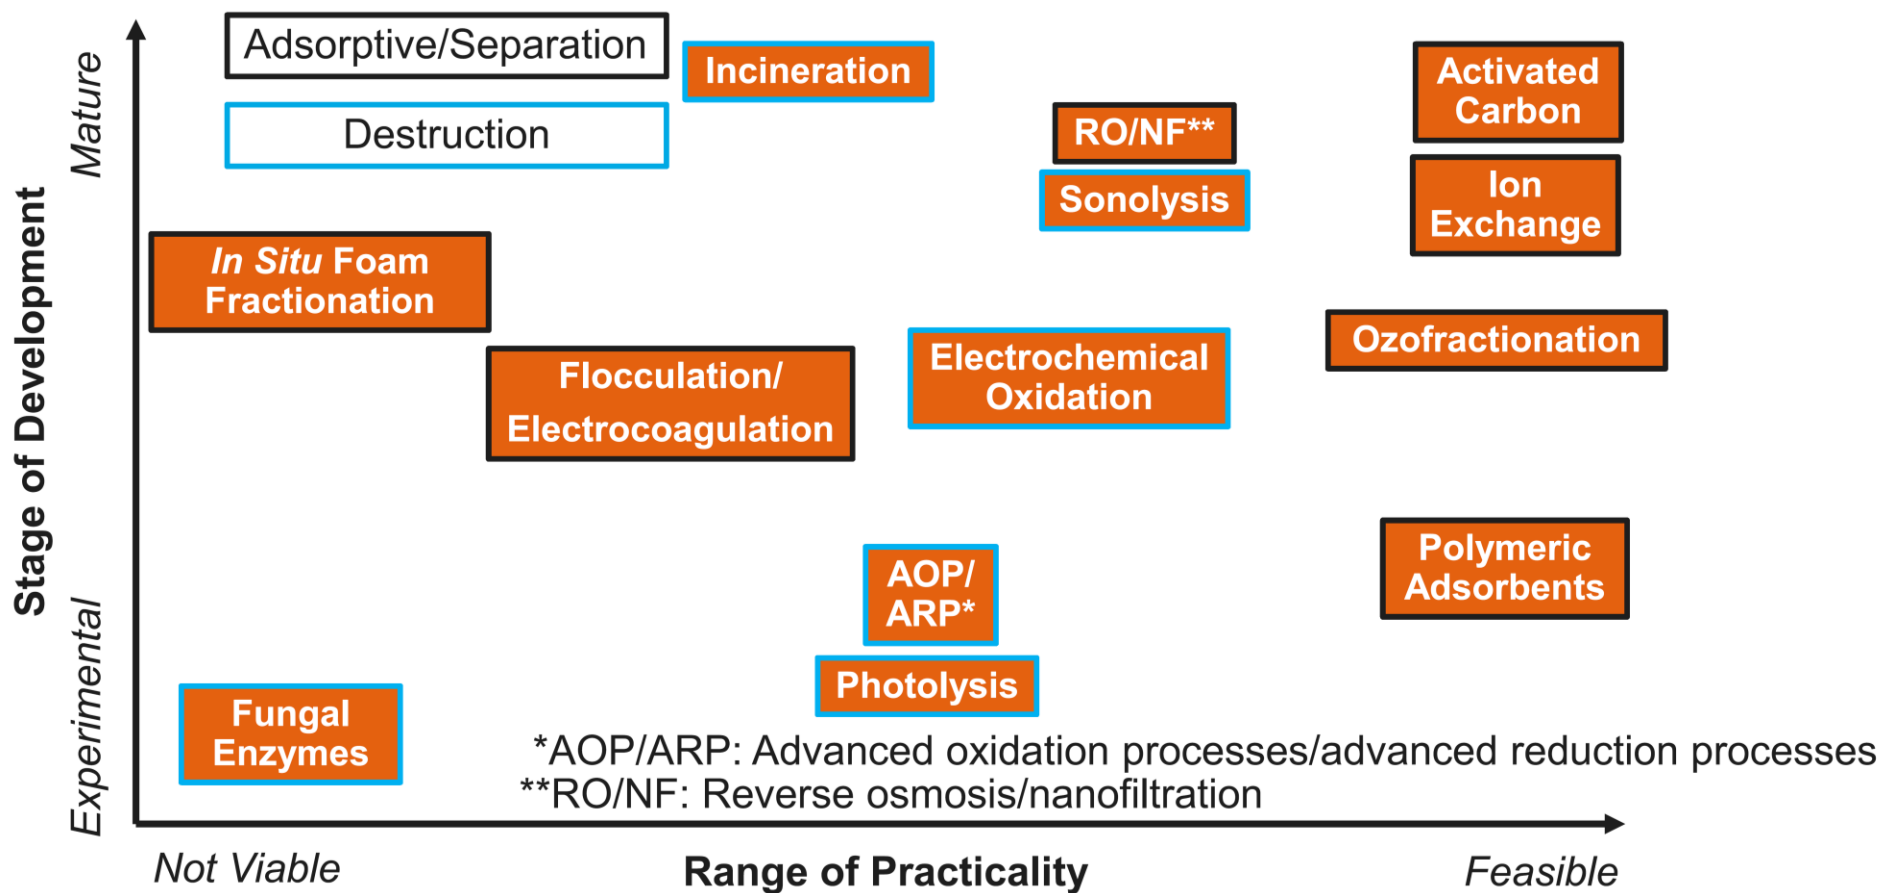 Adsorptive/Separation
Destruction
Incineration
Activated
Carbon
RO/NF**
Sonolysis
Ion
Exchange
In Situ Foam
Fractionation
Ozofractionation
Flocculation/
Electrocoagulation
Electrochemical
Oxidation
Polymeric
Adsorbents
AOP/
ARP*
Photolysis
Fungal
Enzymes
*AOP/ARP: Advanced oxidation processes/advanced reduction processes
**RO/NF: Reverse osmosis/nanofiltration
Mature
Stage of Development
Experimental
Not Viable
Range of Practicality
Feasible